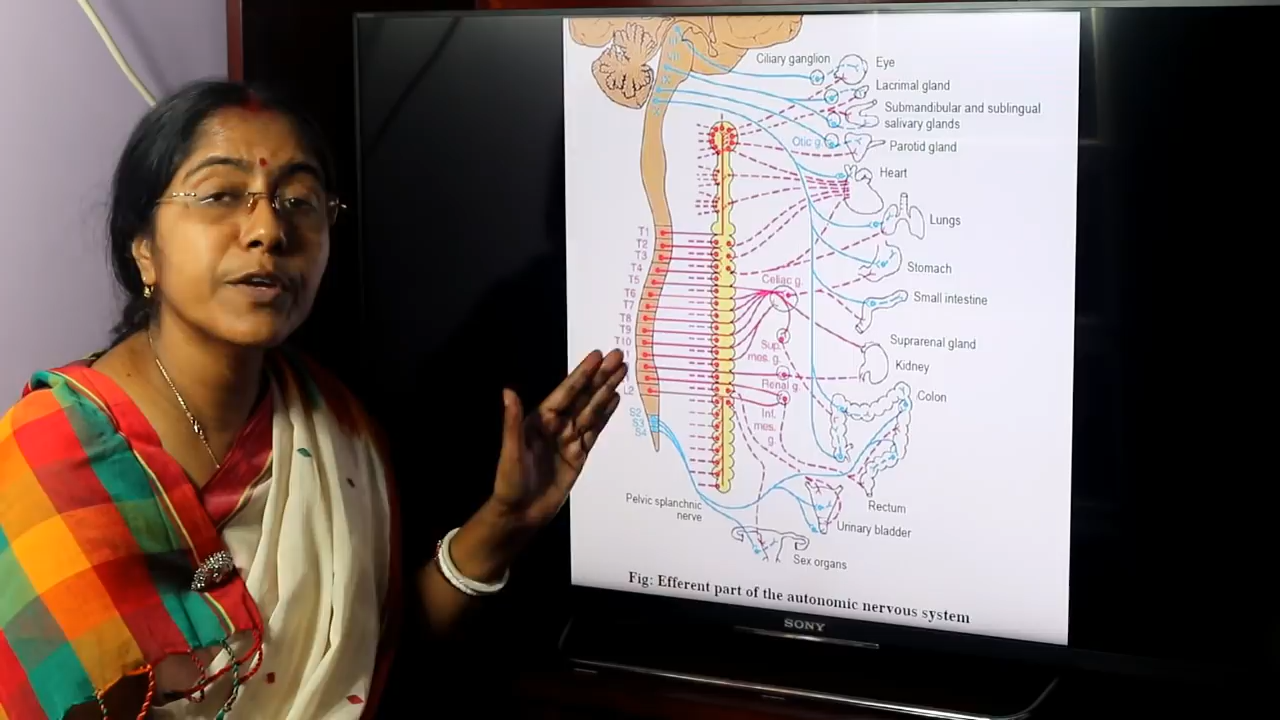 Ciliary ganglion
Eye
Lacrimal gland
Submandibular and sublingual
salivary glands
Otic g.
Parotid gland
Heart
Lungs
Stomach
Celiac g.
Small intestine
Suprarenal gland
Kidney
Sup.
mes. g.
Renal g.
Colon
Inf.
mes.
g.
T1
T2
T3
T4
T5
T6
T7
T8
T9
T10
L2
S2
S3
S4
Pelvic splanchnic
nerve
Rectum
Urinary bladder
Sex organs
Fig: Efferent part of the autonomic nervous system
SONY